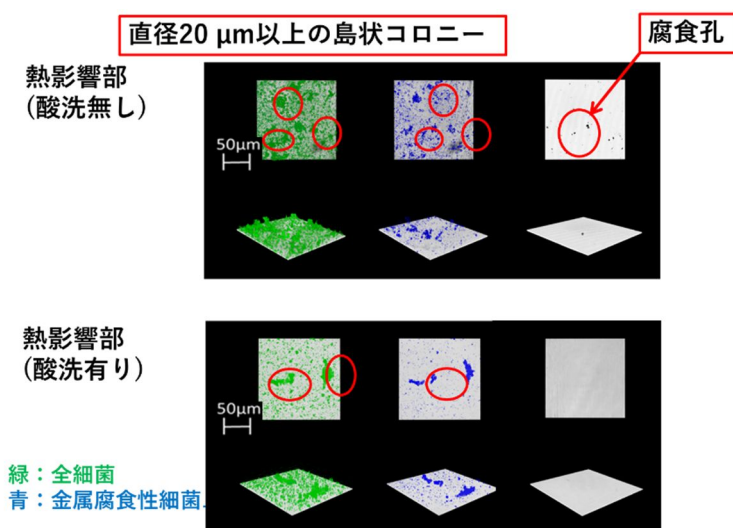 直径20 μm以上の島状コロニー
腐食孔
熱影響部
(酸洗無し)
50μm
熱影響部
(酸洗有り)
50μm
緑：全細菌
青：金属腐食性細菌